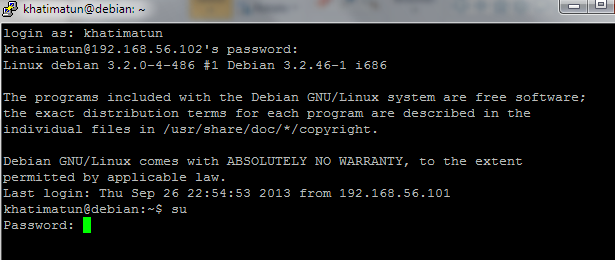 khatimatun@debian: ~
login as: khatimatun
khatimatun@192.168.56.102's password:
Linux debian 3.2.0-4-486 #1 Debian 3.2.46-1 i686

The programs included with the Debian GNU/Linux system are free software;
the exact distribution terms for each program are described in the
individual files in /usr/share/doc/*/copyright.

Debian GNU/Linux comes with ABSOLUTELY NO WARRANTY, to the extent
permitted by applicable law.
Last login: Thu Sep 26 22:54:53 2013 from 192.168.56.101
khatimatun@debian:~$ su
Password: